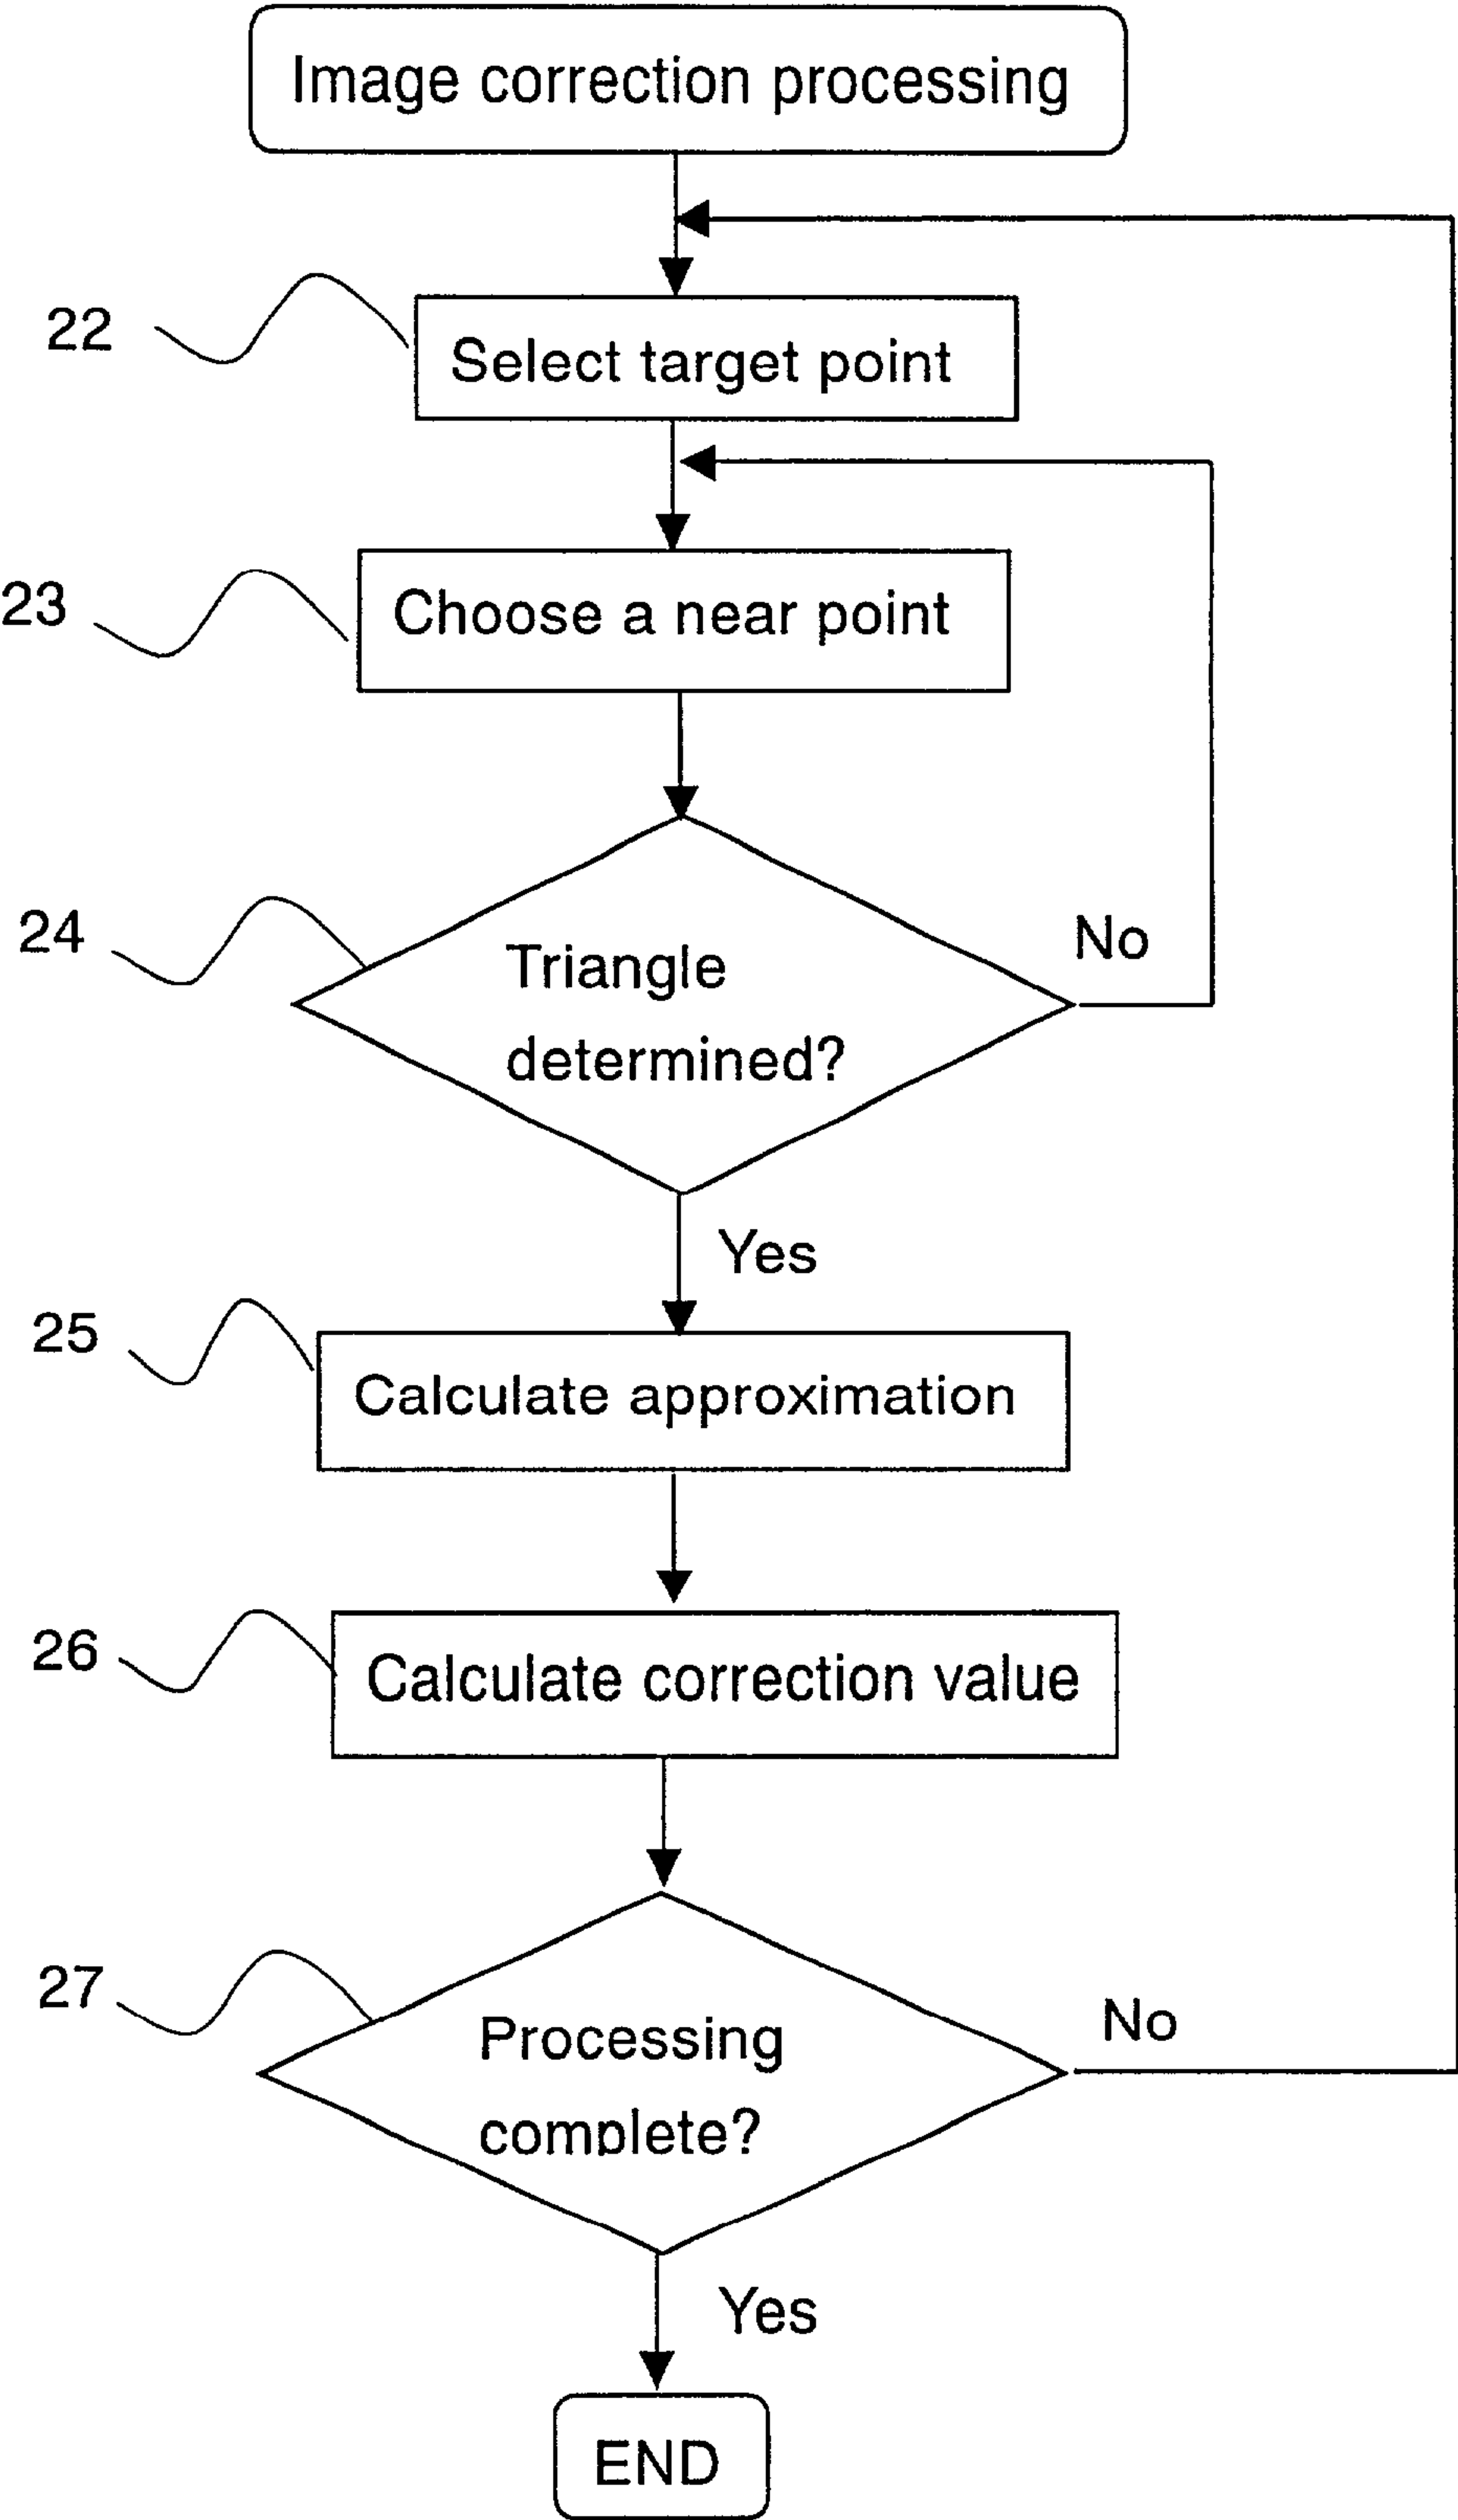 Image correction processing
22
Select target point
23
Choose a near point
24
Triangle
determined?
No
Yes
25
Calculate approximation
26
Calculate correction value
27
Processing
complete?
No
Yes
END